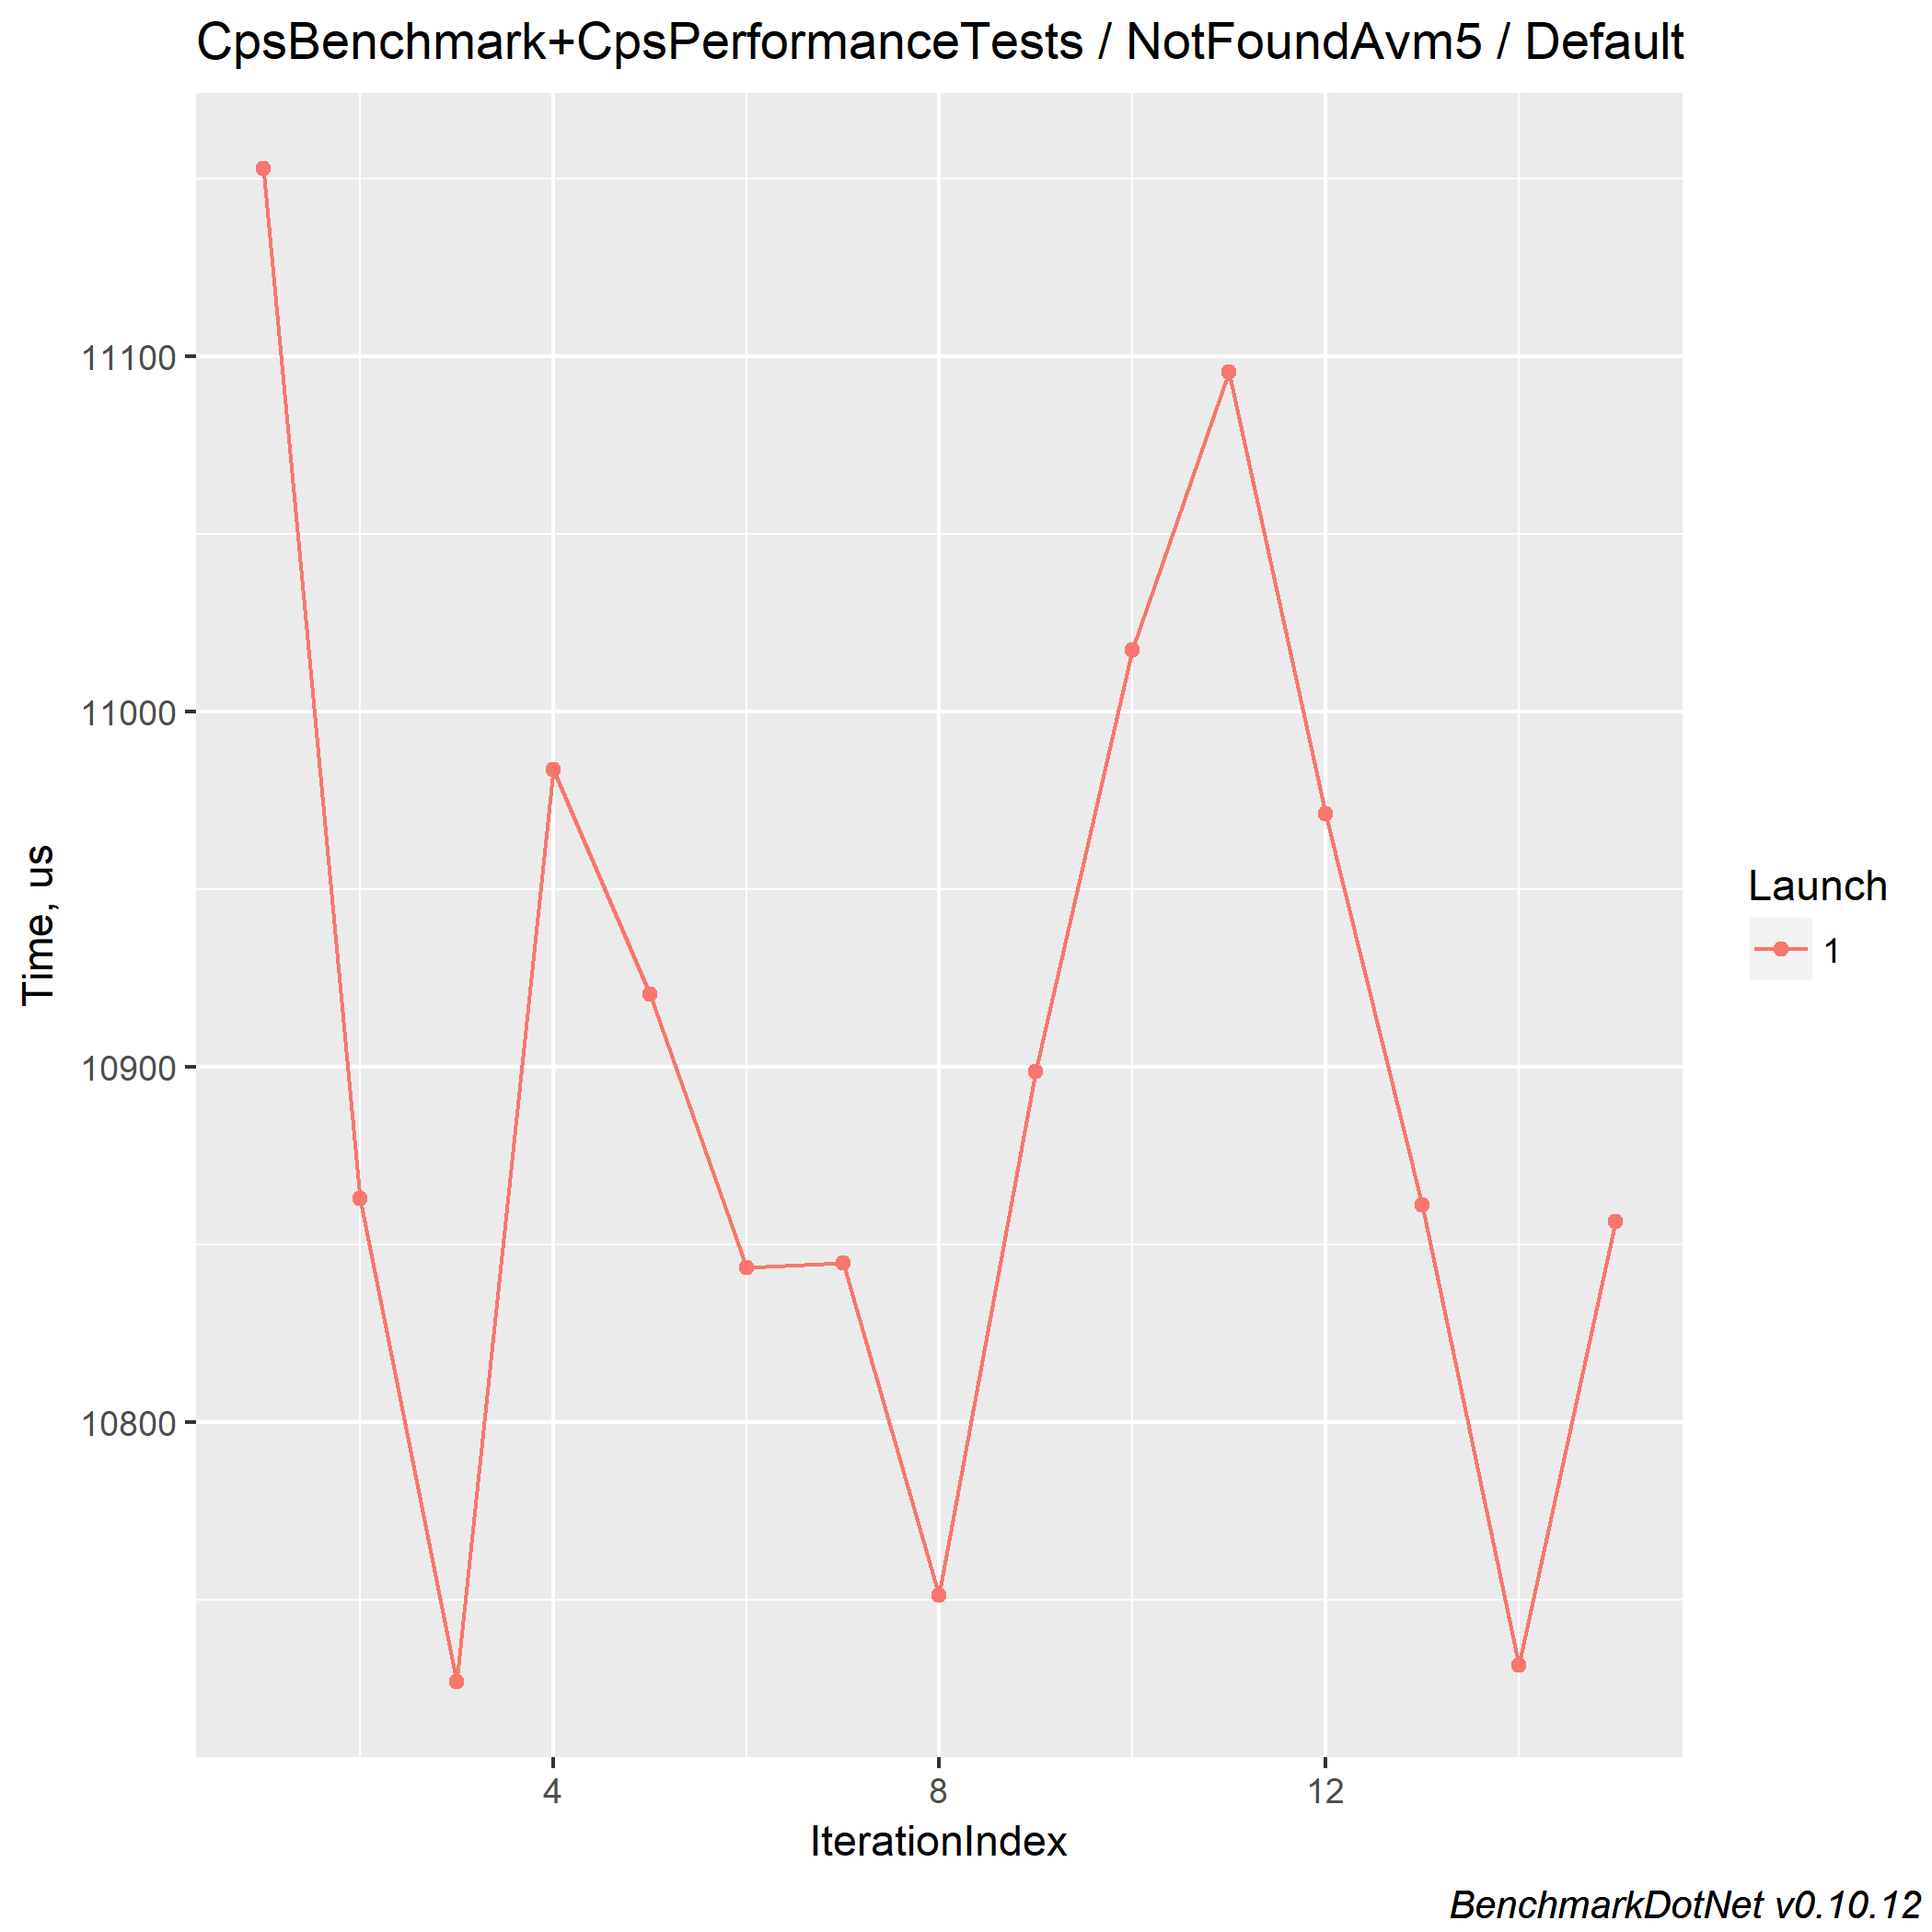 CpsBenchmark+CpsPerformanceTests / NotFoundAvm5 / Default
11100
11000
10900
10800
Time, us
4
8
12
IterationIndex
Launch
1
BenchmarkDotNet v0.10.12